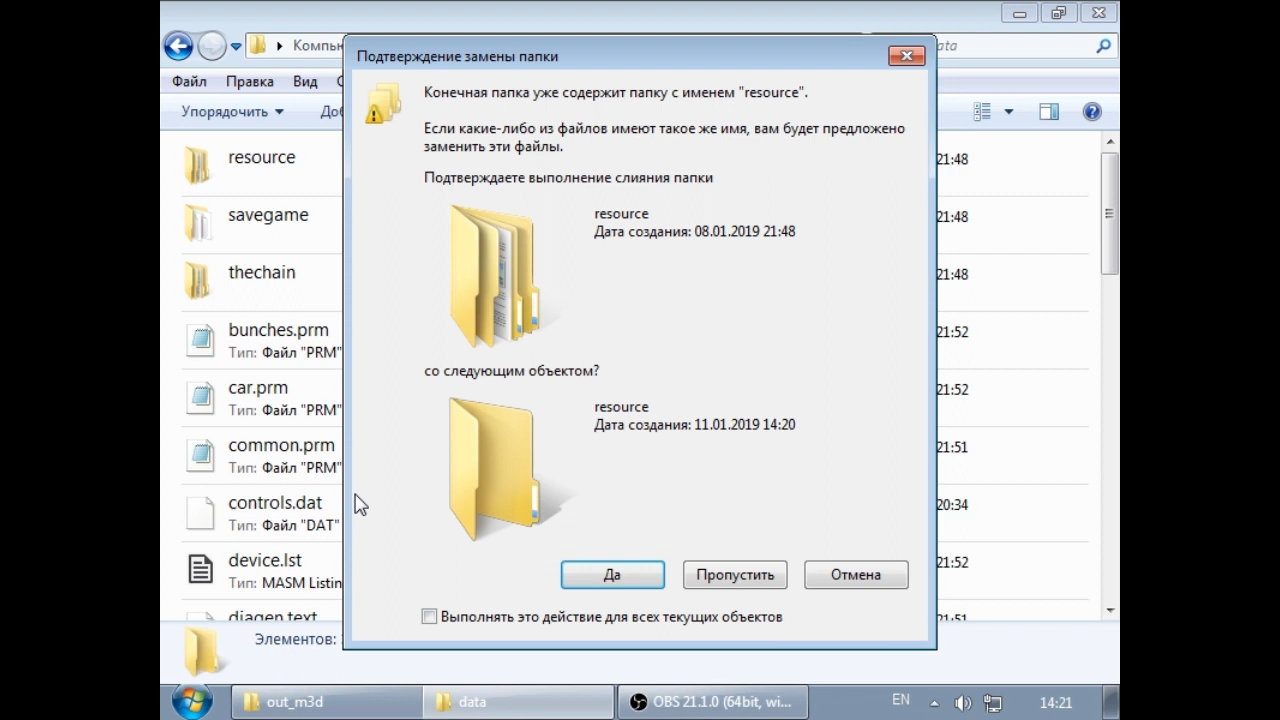 Компь
ata
Файл Правка Вид
Упорядочить
Подтверждение замены папки
Конечная папка уже содержит папку с именем "resource".
Если какие-либо из файлов имеют такое же имя, вам будет предложено
заменить эти файлы.
Подтверждаете выполнение слияния папки
resource
Дата создания: 08.01.2019 21:48
со следующим объектом?
resource
Дата создания: 11.01.2019 14:20
Да Пропустить Отмена
Выполнять это действие для всех текущих объектов
resource 21:48
savegame 21:48
thechain 21:48
bunches.prm 21:52
Тип: Файл "PRM"
car.prm 21:52
Тип: Файл "PRM"
common.prm 21:51
Тип: Файл "PRM"
controls.dat 20:34
Тип: Файл "DAT"
device.lst 21:52
Тип: MASM Listin
diagen.text 21:51
Элементов:
out_m3d data OBS 21.1.0 (64bit, wi... EN 14:21